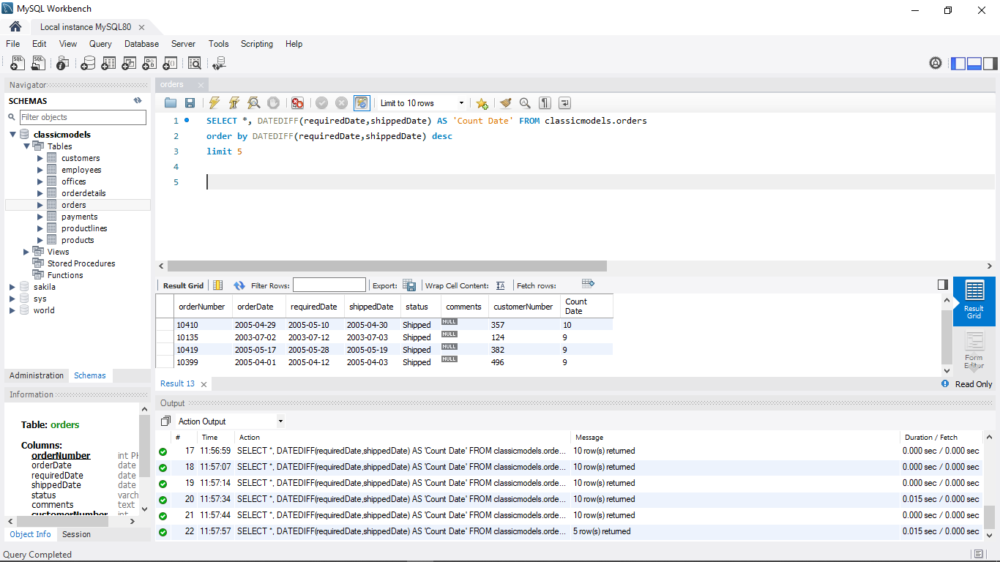 MySQL Workbench
Local instance MySQL80
File Edit View Query Database Server Tools Scripting Help
Navigator
SCHEMAS
Filter objects
classicmodels
Tables
customers
employees
offices
orderdetails
orders
payments
productlines
products
Views
Stored Procedures
Functions
sakila
sys
world
Administration Schemas
Information
Table: orders
Columns:
orderNumber int PK
orderDate date
requiredDate date
shippedDate date
status varch
comments text
customerNumber int
Object Info Session
Query Completed
orders
Limit to 10 rows
1 SELECT *, DATEDIFF(requiredDate,shippedDate) AS 'Count Date' FROM classicmodels.orders
2 order by DATEDIFF(requiredDate,shippedDate) desc
3 limit 5
4
5
Result Grid Filter Rows: Export: Wrap Cell Content: Fetch rows:
orderNumber orderDate requiredDate shippedDate status comments customerNumber Count Date
10410 2005-04-29 2005-05-10 2005-04-30 Shipped NULL 357 10
10135 2003-07-02 2003-07-12 2003-07-03 Shipped NULL 124 9
10419 2005-05-17 2005-05-28 2005-05-19 Shipped NULL 382 9
10399 2005-04-01 2005-04-12 2005-04-03 Shipped NULL 496 9
Result Grid
Form Editor
Result 13
Read Only
Output
Action Output
# Time Action Message Duration / Fetch
17 11:56:59 SELECT *, DATEDIFF(requiredDate,shippedDate) AS 'Count Date' FROM classicmodels.orde... 10 row(s) returned 0.000 sec / 0.000 sec
18 11:57:07 SELECT *, DATEDIFF(requiredDate,shippedDate) AS 'Count Date' FROM classicmodels.orde... 10 row(s) returned 0.000 sec / 0.000 sec
19 11:57:14 SELECT *, DATEDIFF(requiredDate,shippedDate) AS 'Count Date' FROM classicmodels.orde... 10 row(s) returned 0.000 sec / 0.000 sec
20 11:57:34 SELECT *, DATEDIFF(requiredDate,shippedDate) AS 'Count Date' FROM classicmodels.orde... 10 row(s) returned 0.015 sec / 0.000 sec
21 11:57:44 SELECT *, DATEDIFF(requiredDate,shippedDate) AS 'Count Date' FROM classicmodels.orde... 10 row(s) returned 0.000 sec / 0.000 sec
22 11:57:57 SELECT *, DATEDIFF(requiredDate,shippedDate) AS 'Count Date' FROM classicmodels.orde... 5 row(s) returned 0.015 sec / 0.000 sec